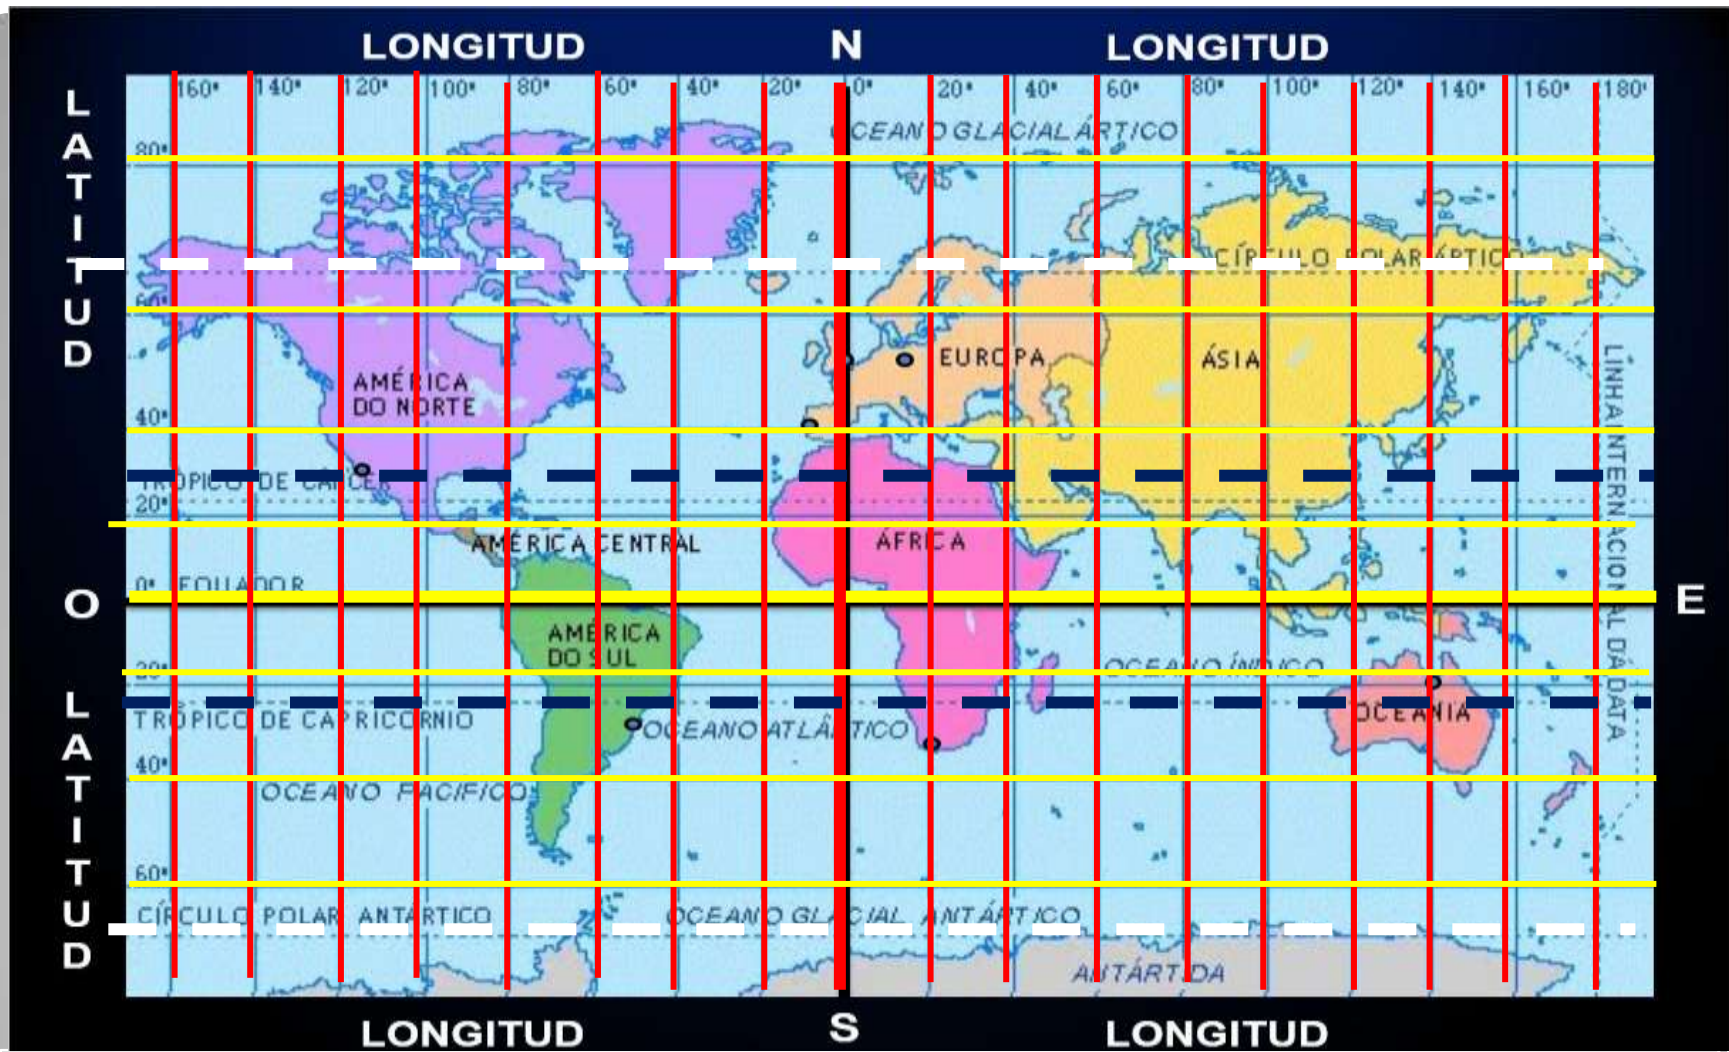 LONGITUD N LONGITUD
160° 140° 120° 100° 80° 60° 40° 20° 0° 20° 40° 60° 80° 100° 120° 140° 160° 180°
LATITUD
OCEANO GLACIAL ÁRTICO
80°
CÍRCULO POLAR ÁRTICO
60°
EUROPA
ÁSIA
AMÉRICA
DO NORTE
40°
LINHA INTERNACIONAL DA DATA
TRÓPICO DE CÂNCER
20°
AMÉRICA CENTRAL
ÁFRICA
0° EQUADOR
O
E
AMÉRICA
DO SUL
20°
OCEANO ÍNDICO
LATITUD
TRÓPICO DE CAPRICÓRNIO
OCEANO ATLÂNTICO
OCEANIA
40°
OCEANO PACÍFICO
60°
CÍRCULO POLAR ANTÁRTICO
OCEANO GLACIAL ANTÁRTICO
ANTÁRTIDA
LONGITUD S LONGITUD